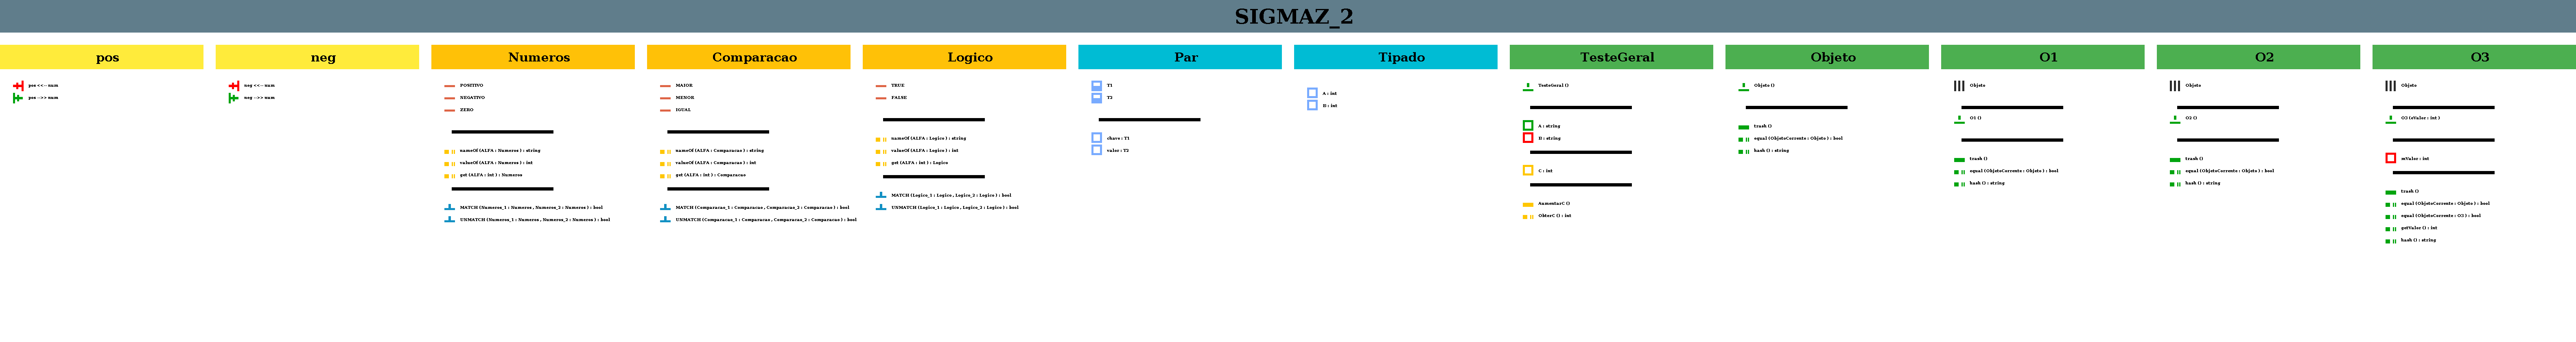 SIGMAZ_2
pos
pos <<-- num
pos -->> num
neg
neg <<-- num
neg -->> num
Numeros
POSITIVO
NEGATIVO
ZERO
nameOf (ALFA : Numeros ) : string
valueOf (ALFA : Numeros ) : int
get (ALFA : int ) : Numeros
MATCH (Numeros_1 : Numeros , Numeros_2 : Numeros ) : bool
UNMATCH (Numeros_1 : Numeros , Numeros_2 : Numeros ) : bool
Comparacao
MAIOR
MENOR
IGUAL
nameOf (ALFA : Comparacao ) : string
valueOf (ALFA : Comparacao ) : int
get (ALFA : int ) : Comparacao
MATCH (Comparacao_1 : Comparacao , Comparacao_2 : Comparacao ) : bool
UNMATCH (Comparacao_1 : Comparacao , Comparacao_2 : Comparacao ) : bool
Logico
TRUE
FALSE
nameOf (ALFA : Logico ) : string
valueOf (ALFA : Logico ) : int
get (ALFA : int ) : Logico
MATCH (Logico_1 : Logico , Logico_2 : Logico ) : bool
UNMATCH (Logico_1 : Logico , Logico_2 : Logico ) : bool
Par
T1
T2
chave : T1
valor : T2
Tipado
A : int
B : int
TesteGeral
TesteGeral ()
A : string
B : string
C : int
AumentarC ()
ObterC () : int
Objeto
Objeto ()
trash ()
equal (ObjetoCorrente : Objeto ) : bool
hash () : string
O1
Objeto
O1 ()
trash ()
equal (ObjetoCorrente : Objeto ) : bool
hash () : string
O2
Objeto
O2 ()
trash ()
equal (ObjetoCorrente : Objeto ) : bool
hash () : string
O3
Objeto
O3 (eValor : int )
mValor : int
trash ()
equal (ObjetoCorrente : Objeto ) : bool
equal (ObjetoCorrente : O3 ) : bool
getValor () : int
hash () : string